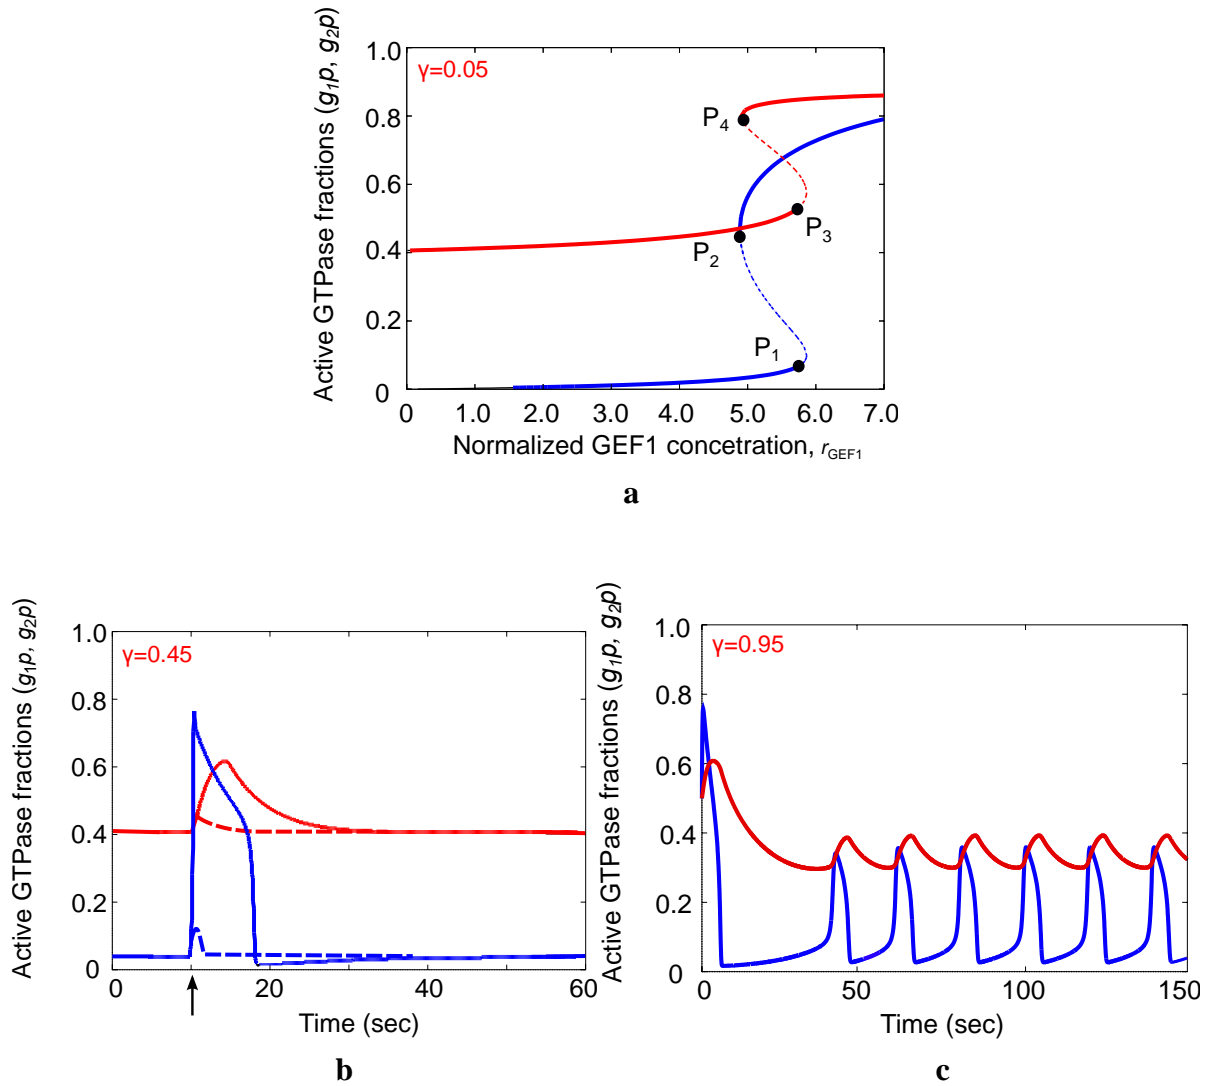 Active GTPase fractions (g₁p, g₂p)
1.0
γ=0.05
0.8
0.6
0.4
0.2
0
P₄
P₃
P₂
P₁
0 1.0 2.0 3.0 4.0 5.0 6.0 7.0
Normalized GEF1 concetration, r_GEF1
a
Active GTPase fractions (g₁p, g₂p)
1.0
γ=0.45
0.8
0.6
0.4
0.2
0
0 20 40 60
Time (sec)
b
Active GTPase fractions (g₁p, g₂p)
1.0
γ=0.95
0.8
0.6
0.4
0.2
0
0 50 100 150
Time (sec)
c